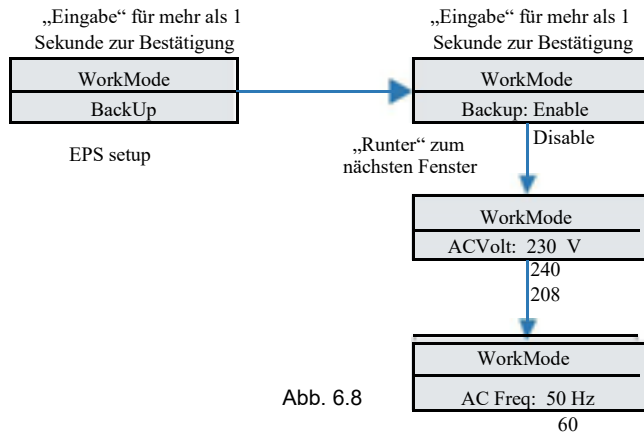 „Eingabe“ für mehr als 1
Sekunde zur Bestätigung
WorkMode
BackUp
EPS setup
„Eingabe“ für mehr als 1
Sekunde zur Bestätigung
WorkMode
Backup: Enable
Disable
„Runter“ zum
nächsten Fenster
WorkMode
ACVolt: 230 V
240
208
WorkMode
AC Freq: 50 Hz
60
Abb. 6.8